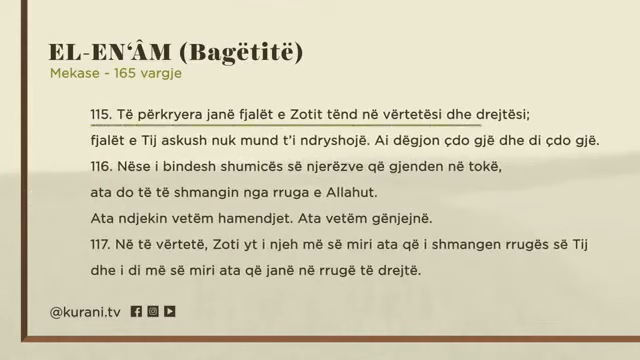 EL-EN‘ÂM (Bagëtitë)
Mekase - 165 vargje
115. Të përkryera janë fjalët e Zotit tënd në vërtetësi dhe drejtësi;
fjalët e Tij askush nuk mund t’i ndryshojë. Ai dëgjon çdo gjë dhe di çdo gjë.
116. Nëse i bindesh shumicës së njerëzve që gjenden në tokë,
ata do të të shmangin nga rruga e Allahut.
Ata ndjekin vetëm hamendjet. Ata vetëm gënjejnë.
117. Në të vërtetë, Zoti yt i njeh më së miri ata që i shmangen rrugës së Tij
dhe i di më së miri ata që janë në rrugë të drejtë.
@kurani.tv